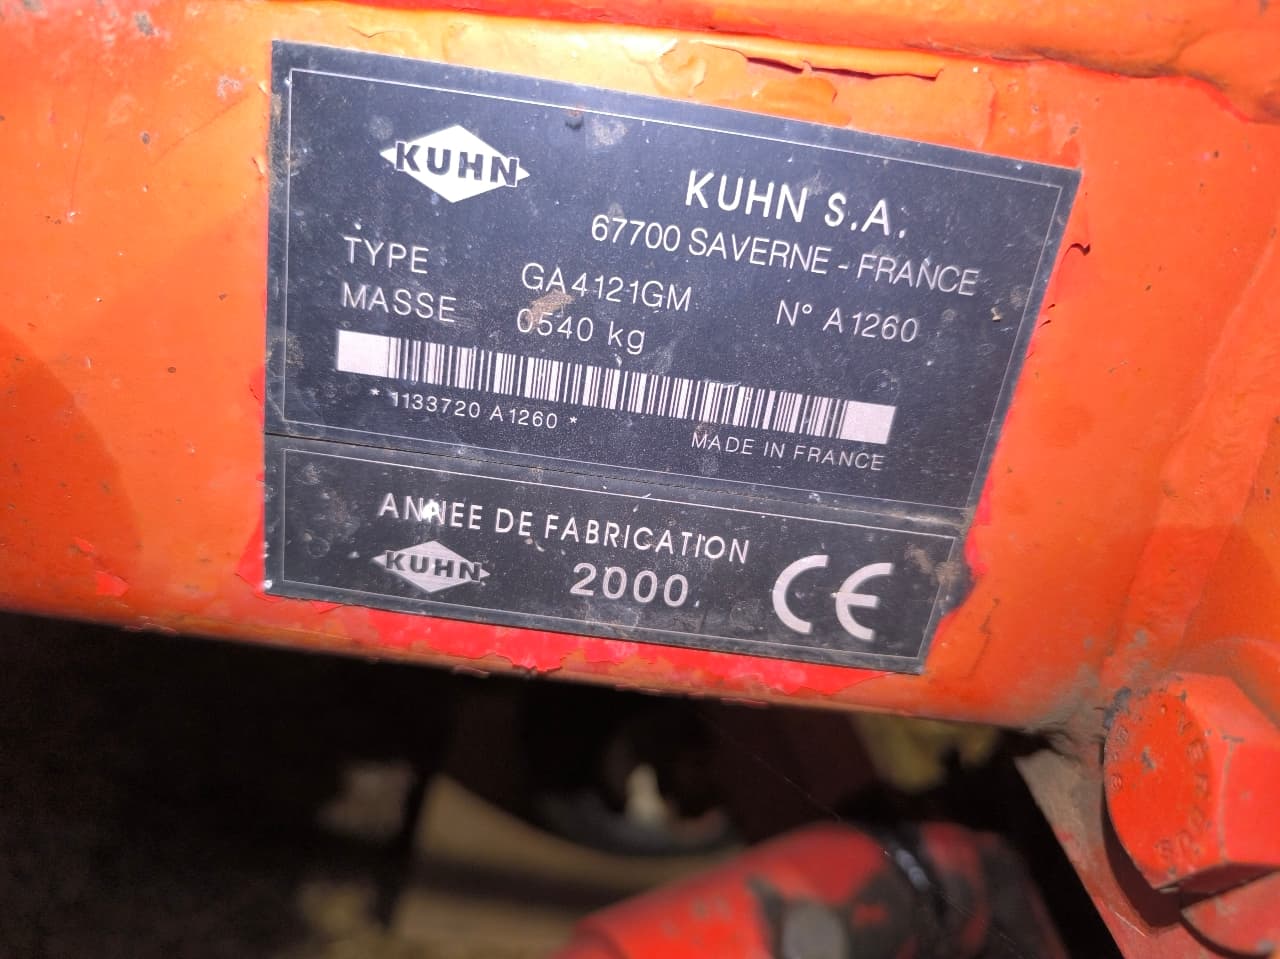 KUHN
KUHN S.A.
67700 SAVERNE - FRANCE
TYPE GA4121GM N° A1260
MASSE 0540 kg
* 1133720 A1260 *
MADE IN FRANCE
ANNEE DE FABRICATION
KUHN 2000 CE